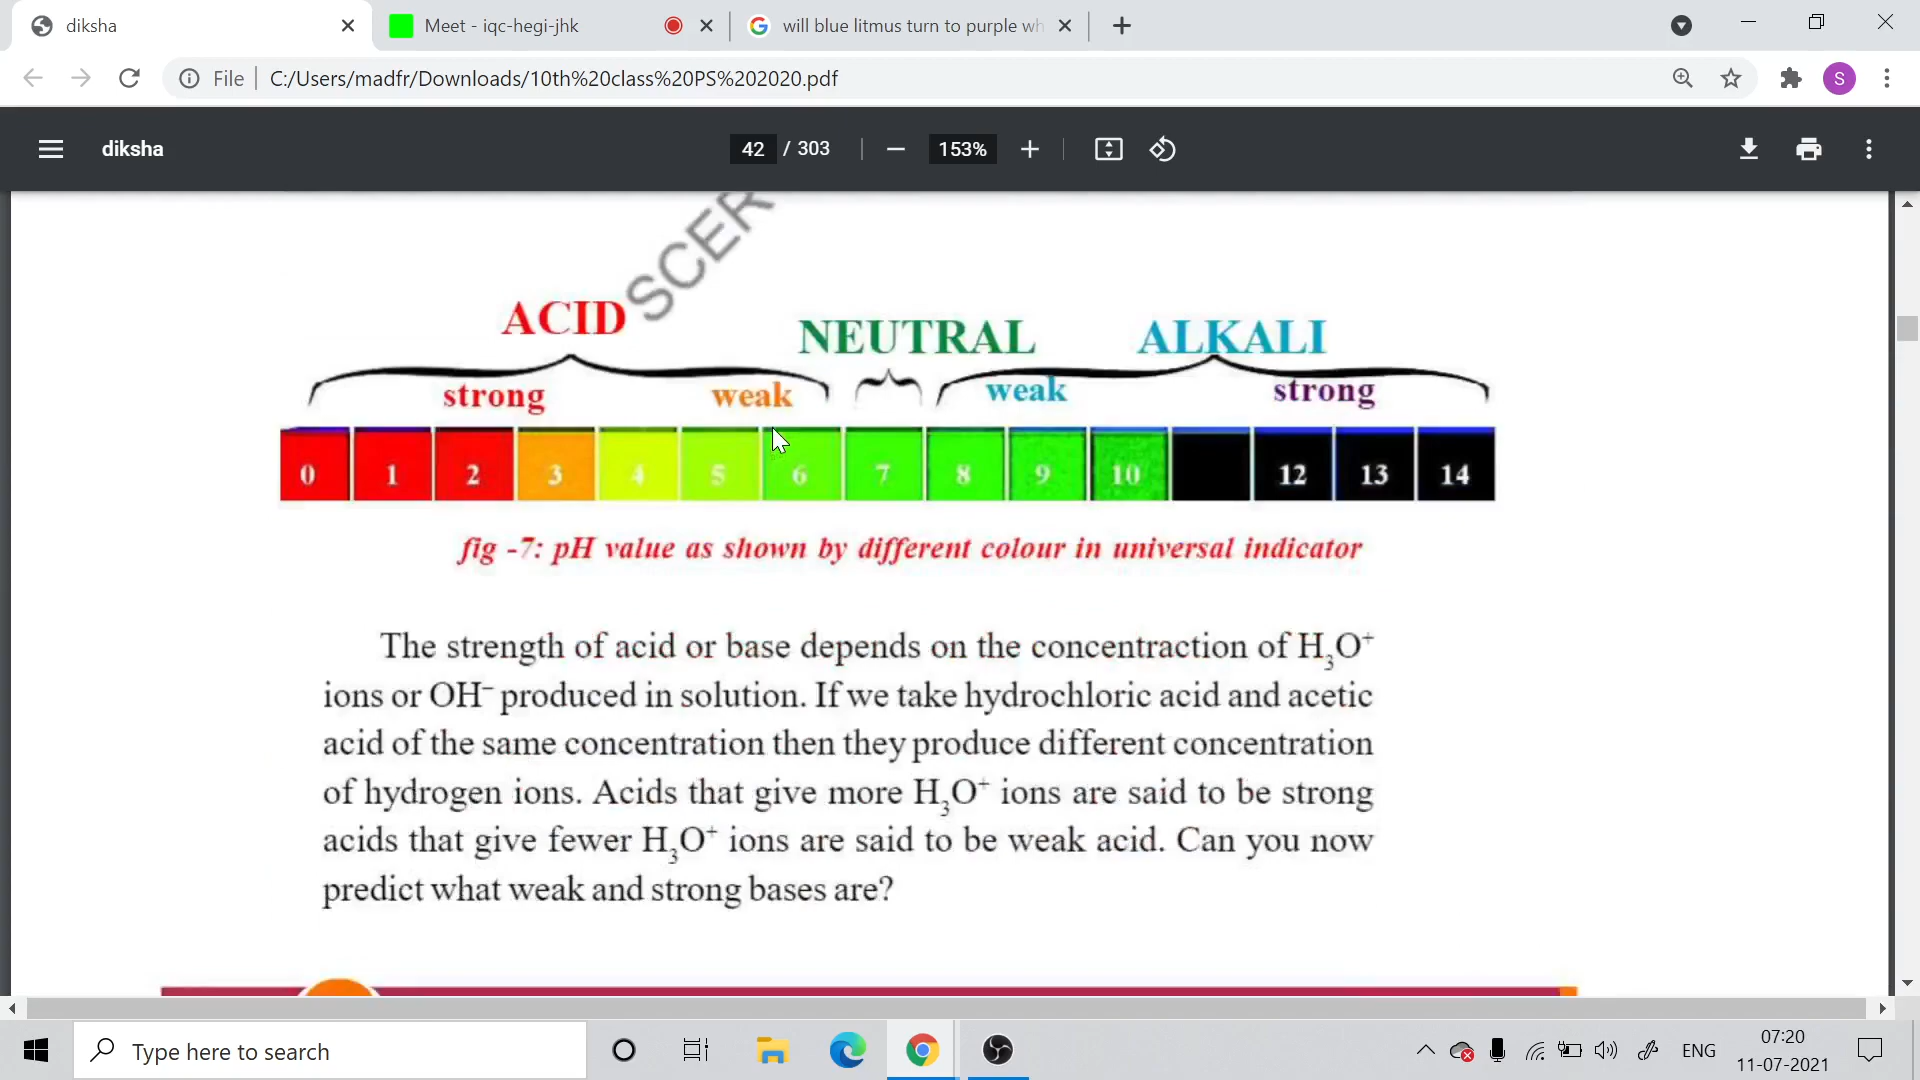 diksha
Meet - iqc-hegi-jhk
will blue litmus turn to purple wh
File
C:/Users/madfr/Downloads/10th%20class%20PS%202020.pdf
S
diksha
42 / 303
153%
SCER
ACID
NEUTRAL
ALKALI
strong
weak
weak
strong
0 1 2 3 4 5 6 7 8 9 10 12 13 14
fig -7: pH value as shown by different colour in universal indicator
The strength of acid or base depends on the concentraction of H₃O⁺
ions or OH⁻ produced in solution. If we take hydrochloric acid and acetic
acid of the same concentration then they produce different concentration
of hydrogen ions. Acids that give more H₃O⁺ ions are said to be strong
acids that give fewer H₃O⁺ ions are said to be weak acid. Can you now
predict what weak and strong bases are?
Type here to search
ENG
07:20
11-07-2021